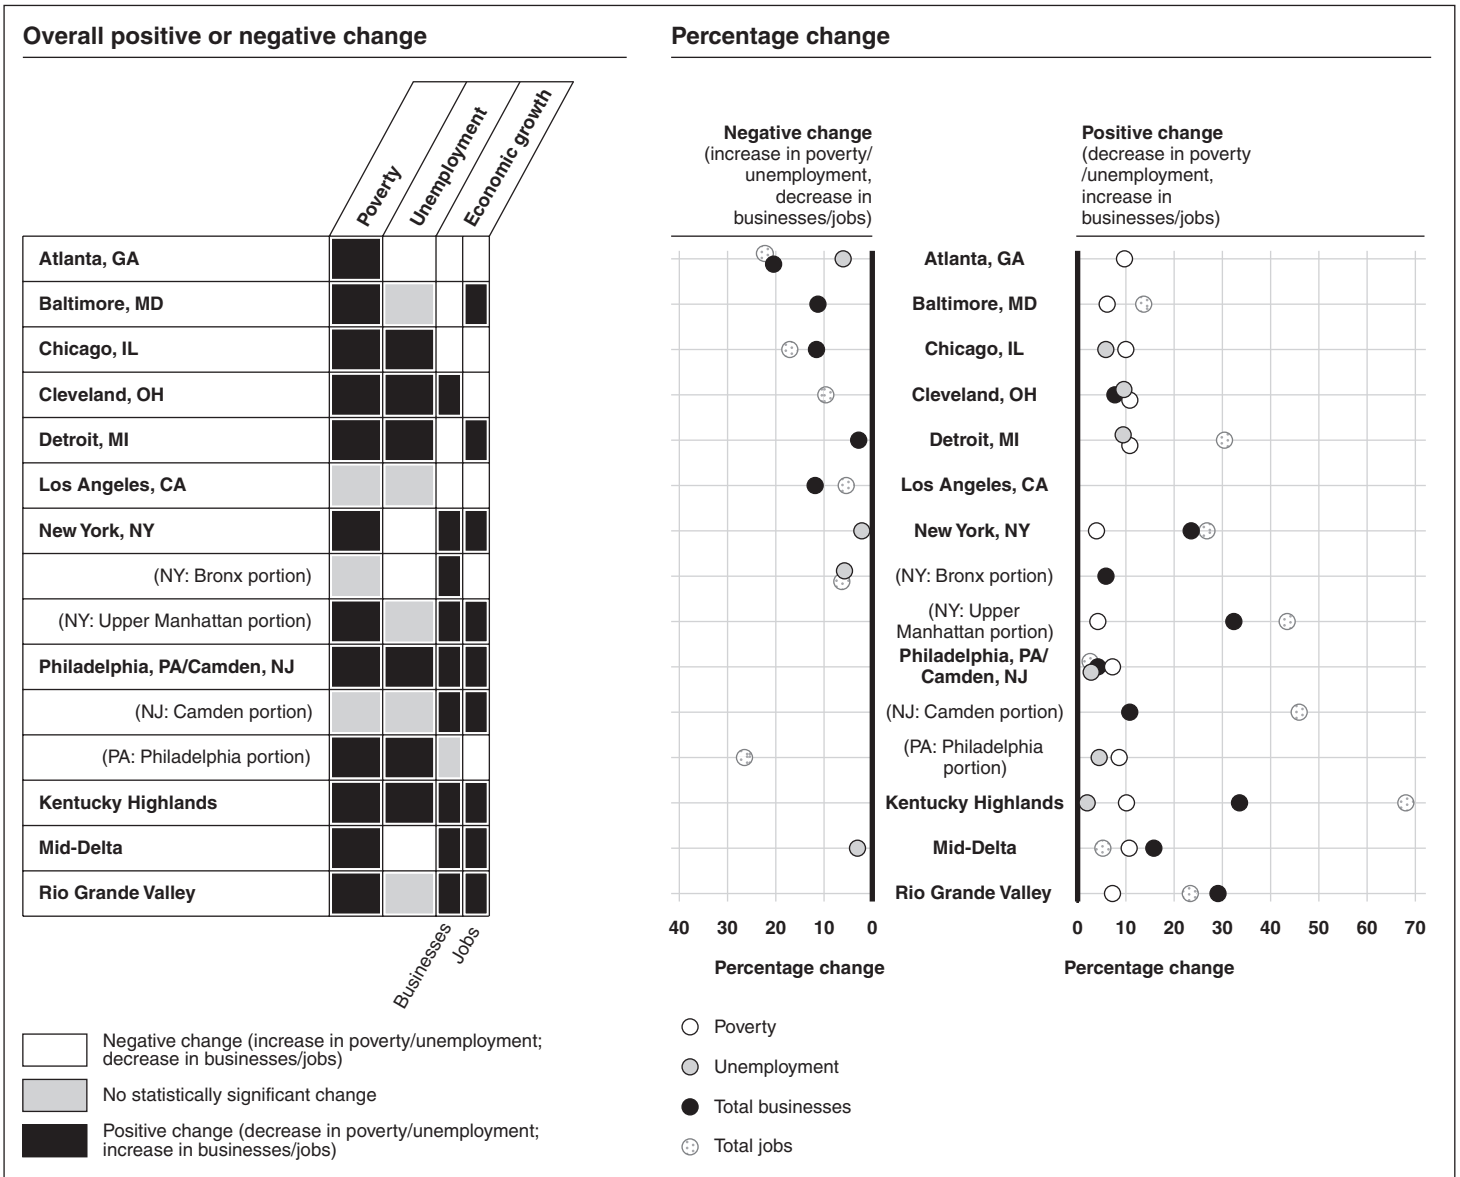 Overall positive or negative change
Poverty
Unemployment
Economic growth
Atlanta, GA
Baltimore, MD
Chicago, IL
Cleveland, OH
Detroit, MI
Los Angeles, CA
New York, NY
(NY: Bronx portion)
(NY: Upper Manhattan portion)
Philadelphia, PA/Camden, NJ
(NJ: Camden portion)
(PA: Philadelphia portion)
Kentucky Highlands
Mid-Delta
Rio Grande Valley
Businesses
Jobs
Negative change (increase in poverty/unemployment;
decrease in businesses/jobs)
No statistically significant change
Positive change (decrease in poverty/unemployment;
increase in businesses/jobs)
Percentage change
Negative change
(increase in poverty/
unemployment,
decrease in
businesses/jobs)
Positive change
(decrease in poverty
/unemployment,
increase in
businesses/jobs)
Atlanta, GA
Baltimore, MD
Chicago, IL
Cleveland, OH
Detroit, MI
Los Angeles, CA
New York, NY
(NY: Bronx portion)
(NY: Upper
Manhattan portion)
Philadelphia, PA/
Camden, NJ
(NJ: Camden portion)
(PA: Philadelphia
portion)
Kentucky Highlands
Mid-Delta
Rio Grande Valley
40 30 20 10 0
0 10 20 30 40 50 60 70
Percentage change
Percentage change
Poverty
Unemployment
Total businesses
Total jobs